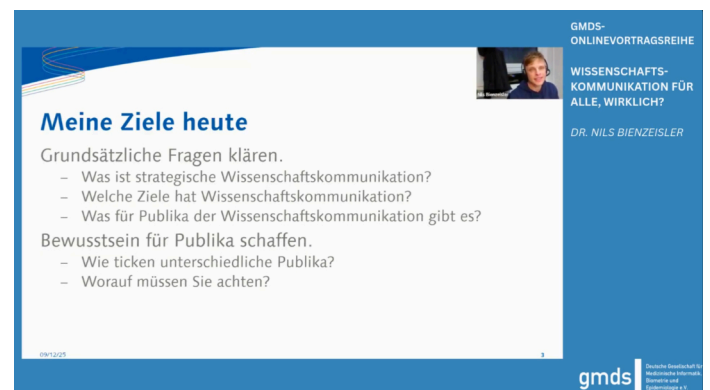 GMDS-
ONLINEVORTRAGSREIHE
WISSENSCHAFTS-
KOMMUNIKATION FÜR
ALLE, WIRKLICH?
DR. NILS BIENZEISLER
Nils Bienzeisler
Meine Ziele heute
Grundsätzliche Fragen klären.
– Was ist strategische Wissenschaftskommunikation?
– Welche Ziele hat Wissenschaftskommunikation?
– Was für Publika der Wissenschaftskommunikation gibt es?
Bewusstsein für Publika schaffen.
– Wie ticken unterschiedliche Publika?
– Worauf müssen Sie achten?
09/12/25
3
gmds
Deutsche Gesellschaft für
Medizinische Informatik,
Biometrie und
Epidemiologie e.V.